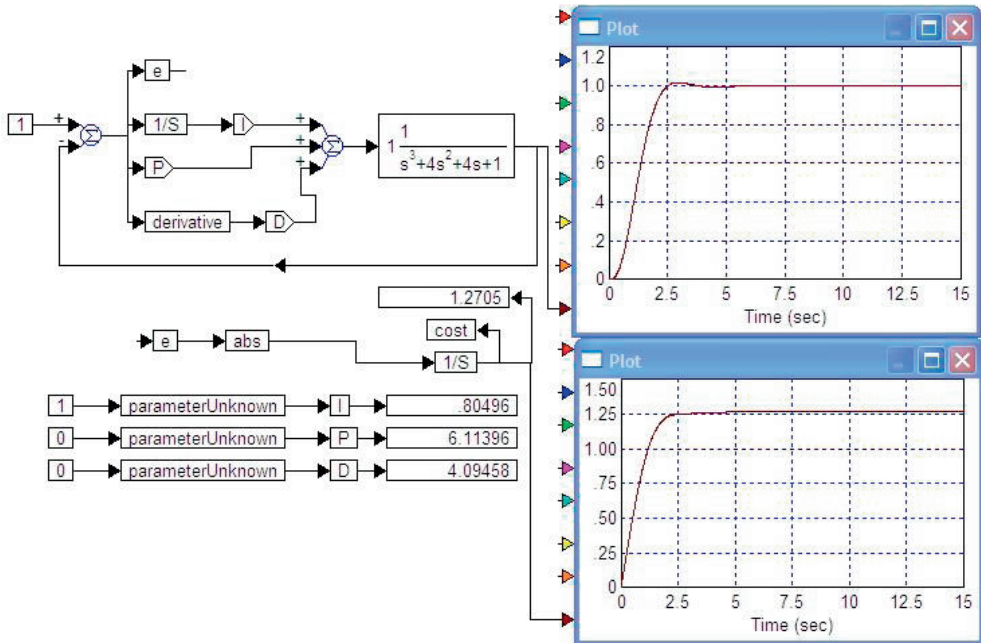 1
+
-
Σ
e
1/S
I
P
derivative
D
+
+
+
Σ
1 1
s³+4s²+4s+1
Plot
1.2
1.0
.8
.6
.4
.2
0
0 2.5 5 7.5 10 12.5 15
Time (sec)
1.2705
cost
e abs 1/S
1 parameterUnknown I .80496
0 parameterUnknown P 6.11396
0 parameterUnknown D 4.09458
Plot
1.50
1.25
1.00
.75
.50
.25
0
0 2.5 5 7.5 10 12.5 15
Time (sec)